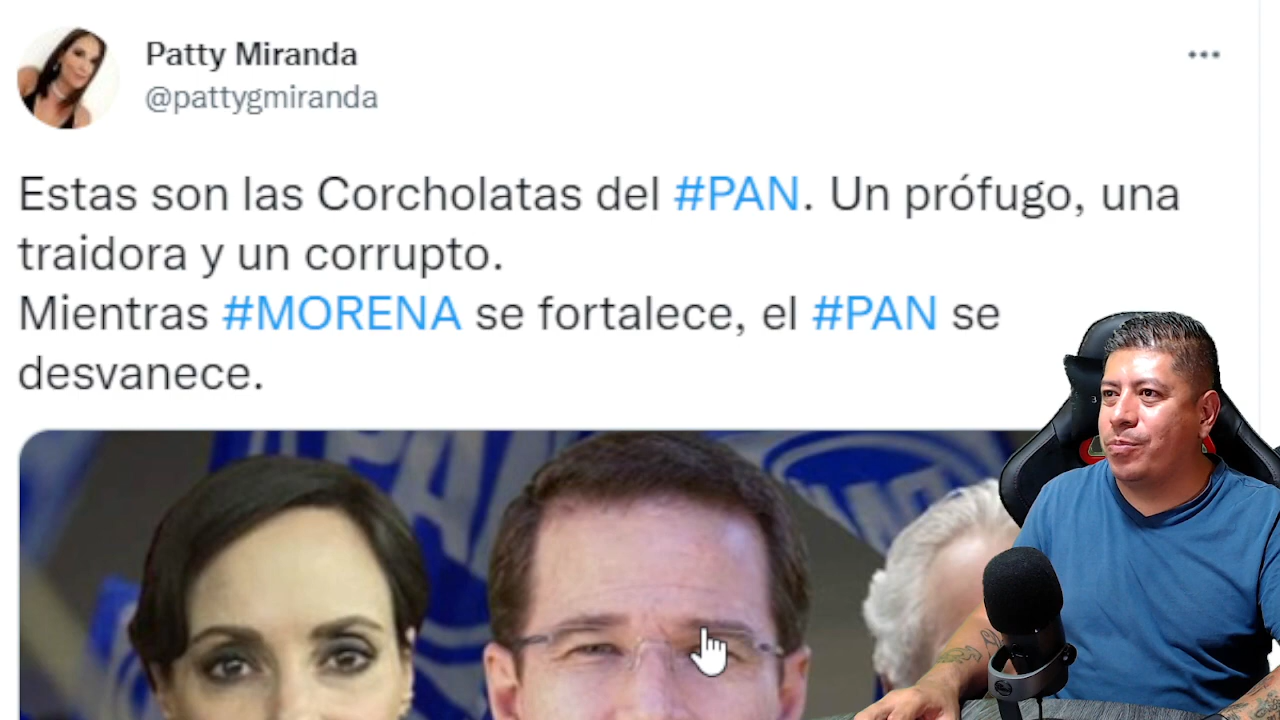 Patty Miranda
@pattygmiranda
Estas son las Corcholatas del #PAN. Un prófugo, una
traidora y un corrupto.
Mientras #MORENA se fortalece, el #PAN se
desvanece.